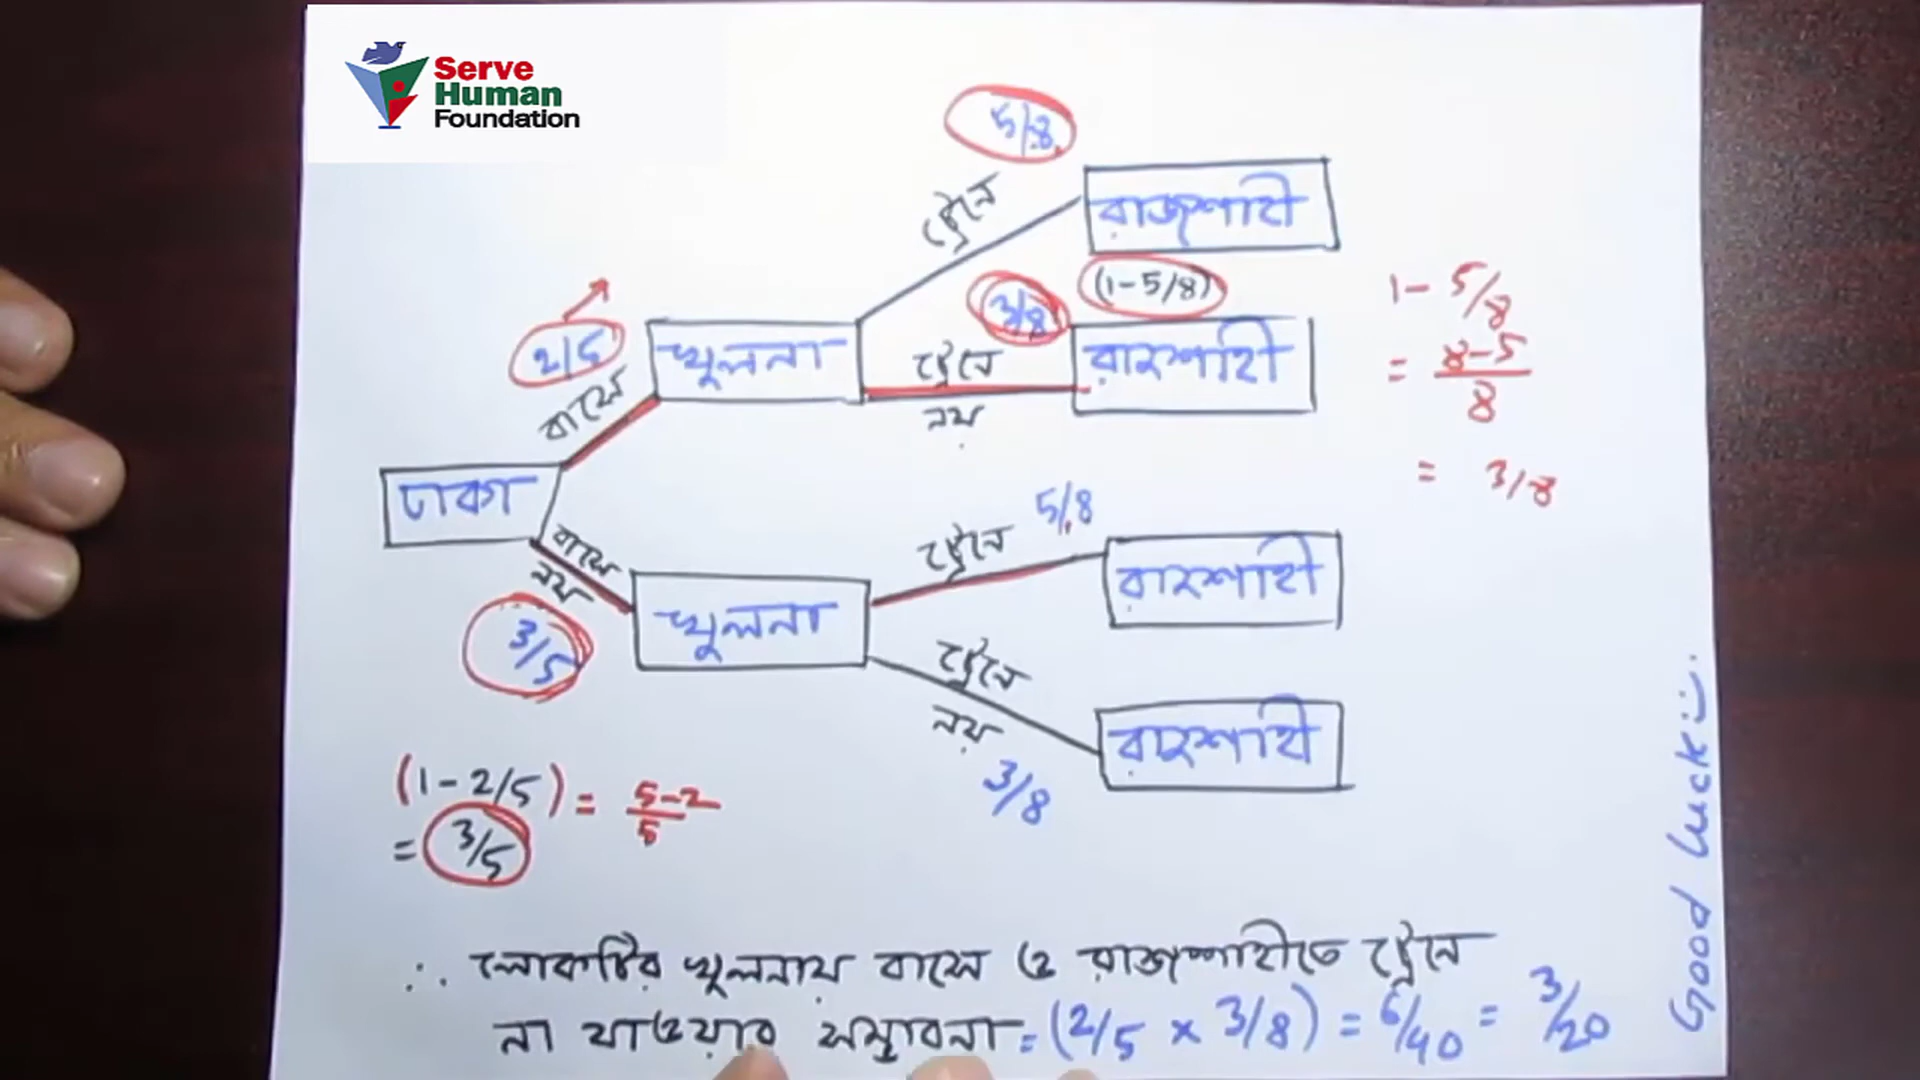 Serve
Human
Foundation
5/8
ট্রেনে
রাজশাহী
2/5
বাসে
খুলনা
3/8
(1-5/8)
ট্রেনে
নয়
রাজশাহী
1 - 5/8
= 8-5/8
= 3/8
ঢাকা
বাসে
নয়
3/5
খুলনা
ট্রেনে
5/8
রাজশাহী
ট্রেনে
নয়
3/8
রাজশাহী
(1-2/5) = 5-2/5
= 3/5
∴ লোকটির খুলনায় বাসে ও রাজশাহীতে ট্রেনে
না যাওয়ার সম্ভাবনা = (2/5 × 3/8) = 6/40 = 3/20
Good Luck